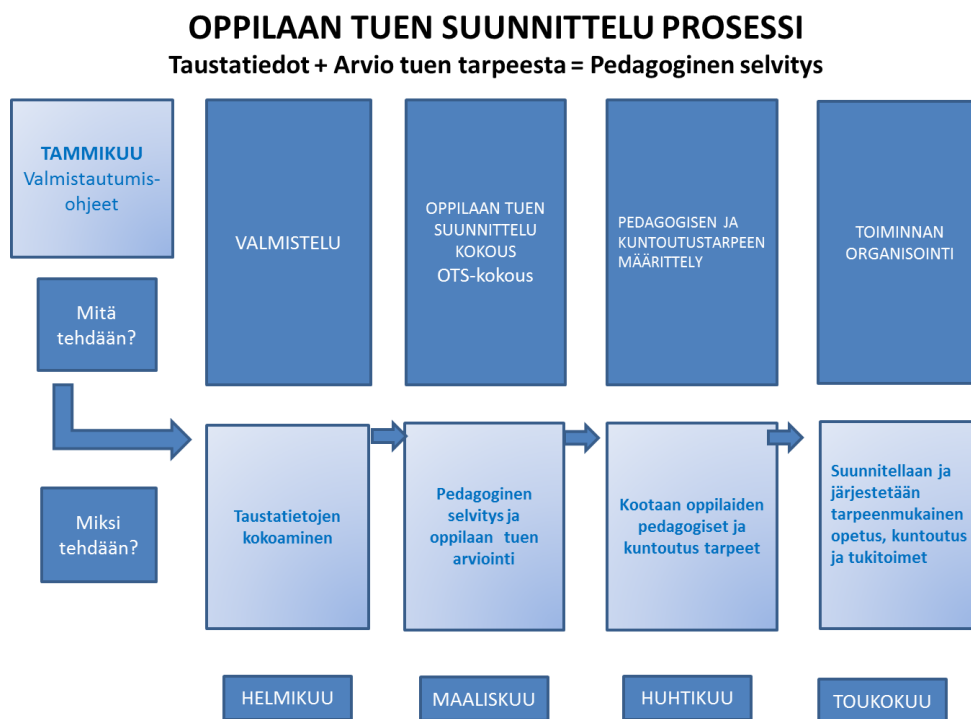 OPPILAAN TUEN SUUNNITTELU PROSESSI
Taustatiedot + Arvio tuen tarpeesta = Pedagoginen selvitys
TAMMIKUU
Valmistautumis-
ohjeet
VALMISTELU
OPPILAAN TUEN
SUUNNITTELU
KOKOUS
OTS-kokous
PEDAGOGISEN JA
KUNTOUTUSTARPEEN
MÄÄRITTELY
TOIMINNAN
ORGANISOINTI
Mitä
tehdään?
Miksi
tehdään?
Taustatietojen
kokoaminen
Pedagoginen
selvitys ja
oppilaan tuen
arviointi
Kootaan oppilaiden
pedagogiset ja
kuntoutus tarpeet
Suunnitellaan ja
järjestetään
tarpeenmukainen
opetus, kuntoutus
ja tukitoimet
HELMIKUU
MAALISKUU
HUHTIKUU
TOUKOKUU